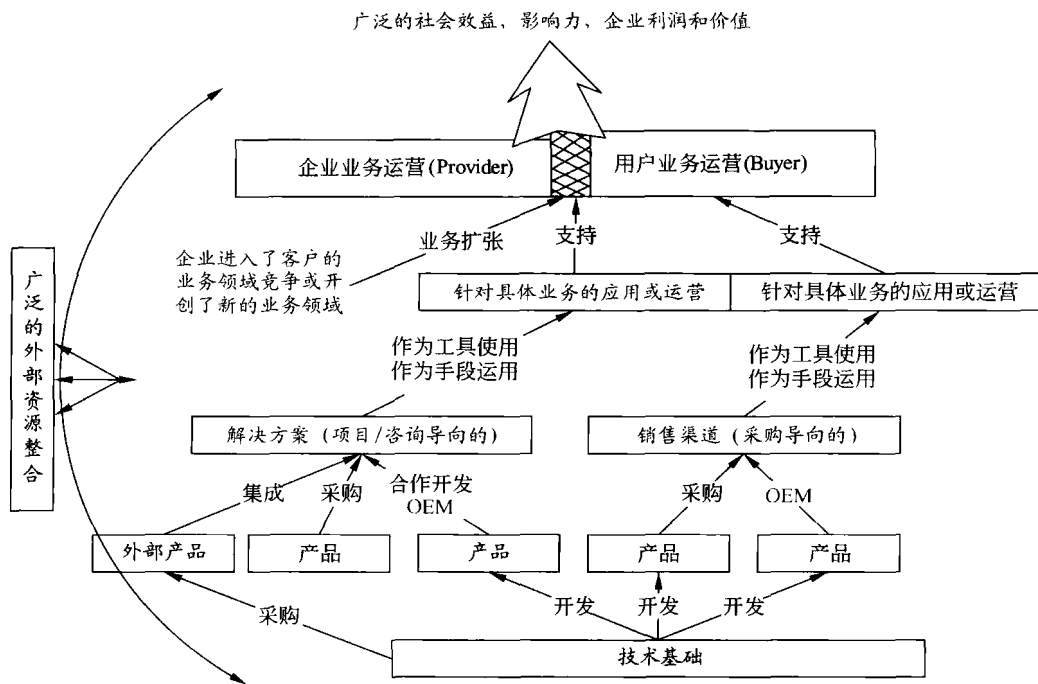 广泛的社会效益、影响力、企业利润和价值
企业业务运营(Provider)
用户业务运营(Buyer)
业务扩张
支持
支持
企业进入了客户的
业务领域竞争或开
创了新的业务领域
针对具体业务的应用或运营
针对具体业务的应用或运营
广泛的外部资源整合
作为工具使用
作为手段运用
作为工具使用
作为手段运用
解决方案(项目/咨询导向的)
销售渠道(采购导向的)
集成
采购
合作开发
OEM
采购
OEM
外部产品
产品
产品
产品
产品
采购
开发
开发
开发
技术基础